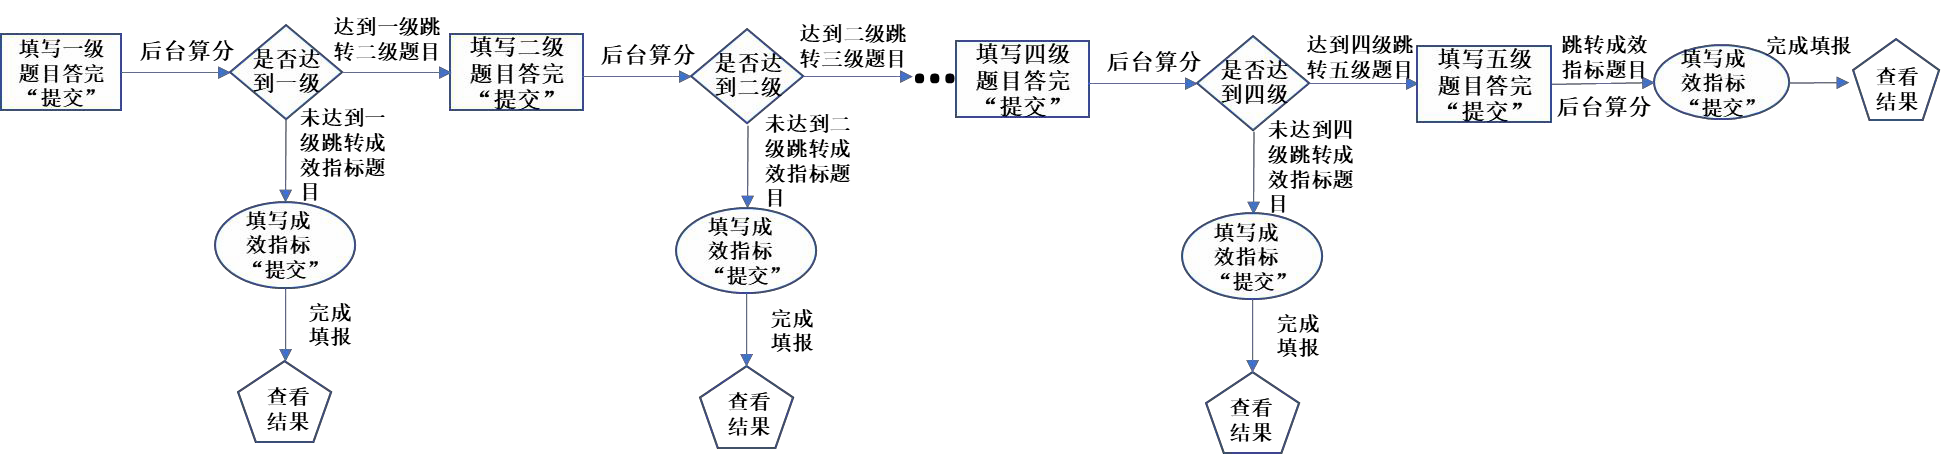 填写一级
题目答完
“提交”
后台算分
是否达
到一级
达到一级跳
转二级题目
未达到一
级跳转成
效指标题
目
填写成
效指标
“提交”
完成
填报
查看
结果
填写二级
题目答完
“提交”
后台算分
是否达
到二级
达到二级跳
转三级题目
未达到二
级跳转成
效指标题
目
填写成
效指标
“提交”
完成
填报
查看
结果
•••
填写四级
题目答完
“提交”
后台算分
是否达
到四级
达到四级跳
转五级题目
未达到四
级跳转成
效指标题
目
填写成
效指标
“提交”
完成
填报
查看
结果
填写五级
题目答完
“提交”
跳转成效
指标题目
后台算分
填写成
效指标
“提交”
完成填报
查看
结果